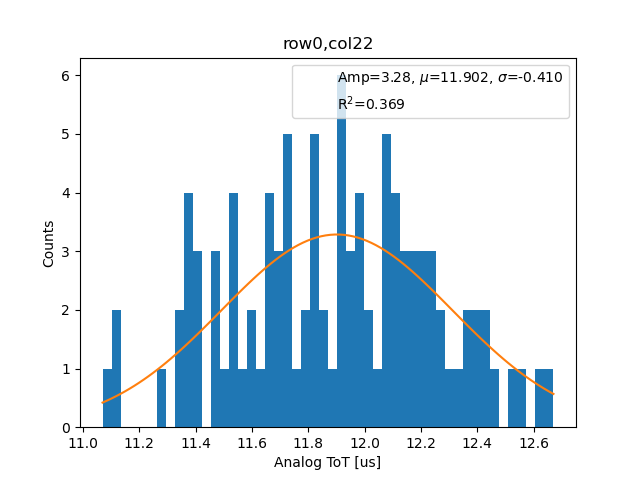 row0,col22
Amp=3.28, μ=11.902, σ=-0.410
R²=0.369
6
5
4
3
2
1
0
Counts
11.0 11.2 11.4 11.6 11.8 12.0 12.2 12.4 12.6
Analog ToT [us]